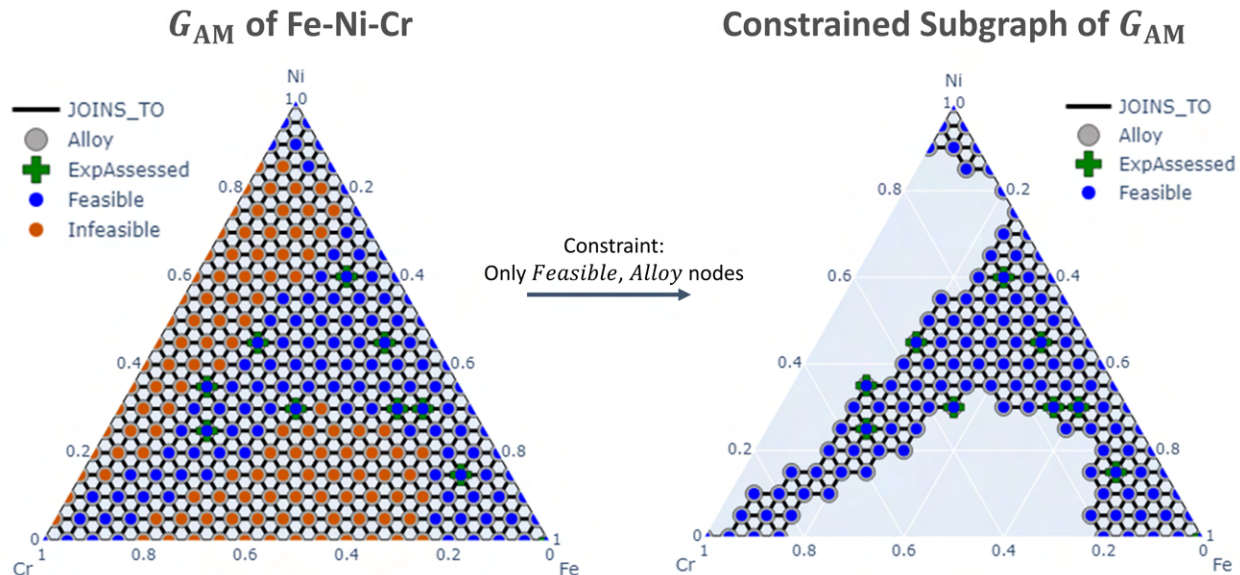 G_AM of Fe-Ni-Cr
Constrained Subgraph of G_AM
JOINS_TO
Alloy
ExpAssessed
Feasible
Infeasible
Ni
1.0
0.8
0.2
0.6
0.4
0.4
0.6
0.2
0.8
0
1
1
0.8
0.6
0.4
0.2
0
Cr
Fe
Constraint:
Only Feasible, Alloy nodes
JOINS_TO
Alloy
ExpAssessed
Feasible
Ni
1.0
0.8
0.2
0.6
0.4
0.4
0.6
0.2
0.8
0
1
1
0.8
0.6
0.4
0.2
0
Cr
Fe